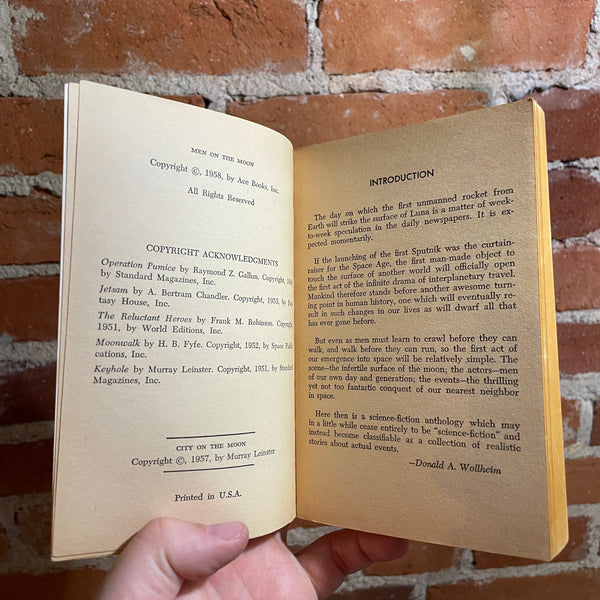 MEN ON THE MOON
Copyright ©, 1958, by Ace Books, Inc.
All Rights Reserved
COPYRIGHT ACKNOWLEDGMENTS
Operation Pumice by Raymond Z. Gallun. Copyright,
by Standard Magazines, Inc.
Jetsam by A. Bertram Chandler. Copyright, 1953, by
tasy House, Inc.
The Reluctant Heroes by Frank M. Robinson. Copyright
1951, by World Editions, Inc.
Moonwalk by H. B. Fyfe. Copyright, 1952, by Space
cations, Inc.
Keyhole by Murray Leinster. Copyright, 1951, by
Magazines, Inc.
CITY ON THE MOON
Copyright ©, 1957, by Murray Leinster
Printed in U.S.A.
INTRODUCTION
The day on which the first unmanned rocket from
Earth will strike the surface of Luna is a matter of week-
to-week speculation in the daily newspapers. It is ex-
pected momentarily.
If the launching of the first Sputnik was the curtain-
raiser for the Space Age, the first man-made object to
touch the surface of another world will officially open
the first act of the infinite drama of interplanetary travel.
Mankind therefore stands before another awesome turn-
ing point in human history, one which will eventually re-
sult in such changes in our lives as will dwarf all that
has ever gone before.
But even as men must learn to crawl before they can
walk, and walk before they can run, so the first act of
our emergence into space will be relatively simple. The
scene—the infertile surface of the moon; the actors—men
of our own day and generation; the events—the thrilling
yet not too fantastic conquest of our nearest neighbor
in space.
Here then is a science-fiction anthology which may
in a little while cease entirely to be "science-fiction" and
instead become classifiable as a collection of realistic
stories about actual events.
—Donald A. Wollheim